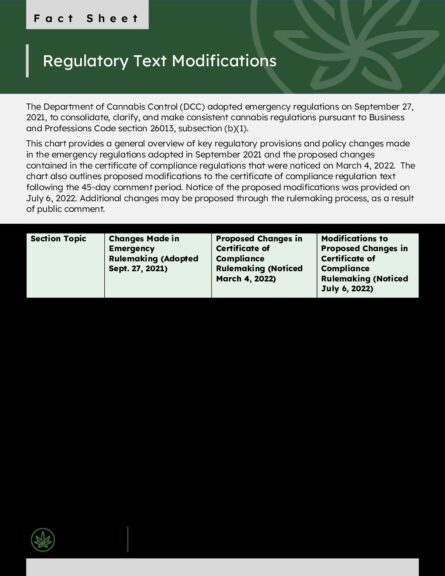 Fact Sheet
Regulatory Text Modifications
The Department of Cannabis Control (DCC) adopted emergency regulations on September 27,
2021, to consolidate, clarify, and make consistent cannabis regulations pursuant to Business
and Professions Code section 26013, subsection (b)(1).
This chart provides a general overview of key regulatory provisions and policy changes made
in the emergency regulations adopted in September 2021 and the proposed changes
contained in the certificate of compliance regulations that were noticed on March 4, 2022. The
chart also outlines proposed modifications to the certificate of compliance regulation text
following the 45-day comment period. Notice of the proposed modifications was provided on
July 6, 2022. Additional changes may be proposed through the rulemaking process, as a result
of public comment.
Section Topic
Changes Made in
Emergency
Rulemaking (Adopted
Sept. 27, 2021)
Proposed Changes in
Certificate of
Compliance
Rulemaking (Noticed
March 4, 2022)
Modifications to
Proposed Changes in
Certificate of
Compliance
Rulemaking (Noticed
July 6, 2022)